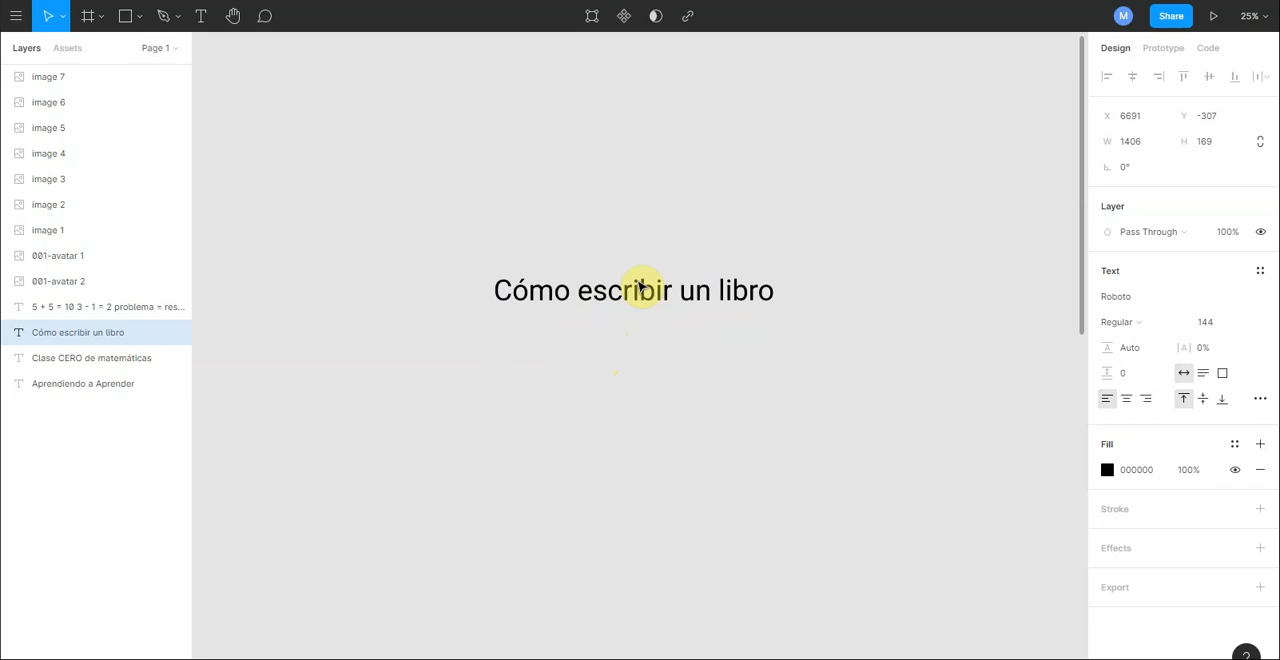 M
Share
25%
Layers
Assets
Page 1
Design
Prototype
Code
image 7
image 6
image 5
image 4
image 3
image 2
image 1
001-avatar 1
001-avatar 2
5 + 5 = 10 3 - 1 = 2 problema = res...
Cómo escribir un libro
Clase CERO de matemáticas
Aprendiendo a Aprender
Cómo escribir un libro
X 6691 Y -307
W 1406 H 169
0°
Layer
Pass Through 100%
Text
Roboto
Regular 144
A Auto |A| 0%
0
Fill
000000 100%
Stroke
Effects
Export
?